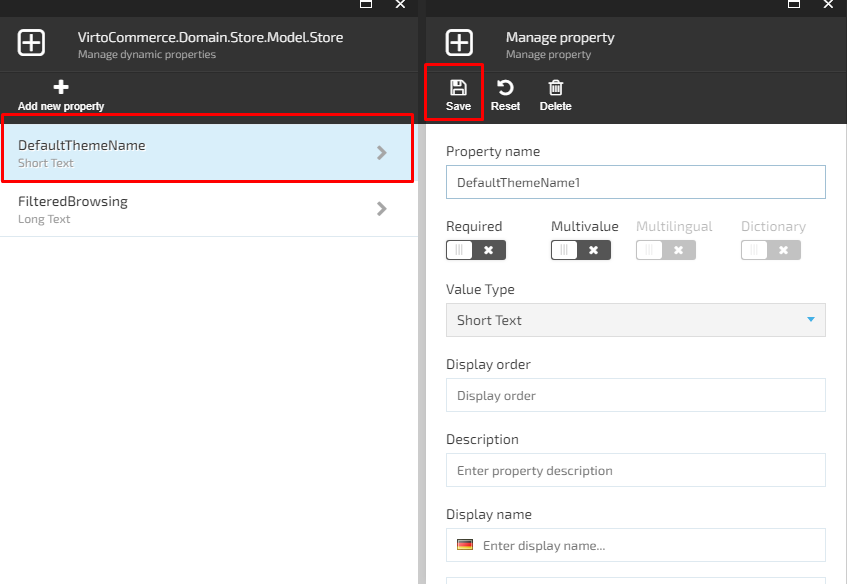 VirtoCommerce.Domain.Store.Model.Store
Manage dynamic properties
Add new property
DefaultThemeName
Short Text
FilteredBrowsing
Long Text
Manage property
Manage property
Save Reset Delete
Property name
DefaultThemeName1
Required Multivalue Multilingual Dictionary
Value Type
Short Text
Display order
Display order
Description
Enter property description
Display name
Enter display name...